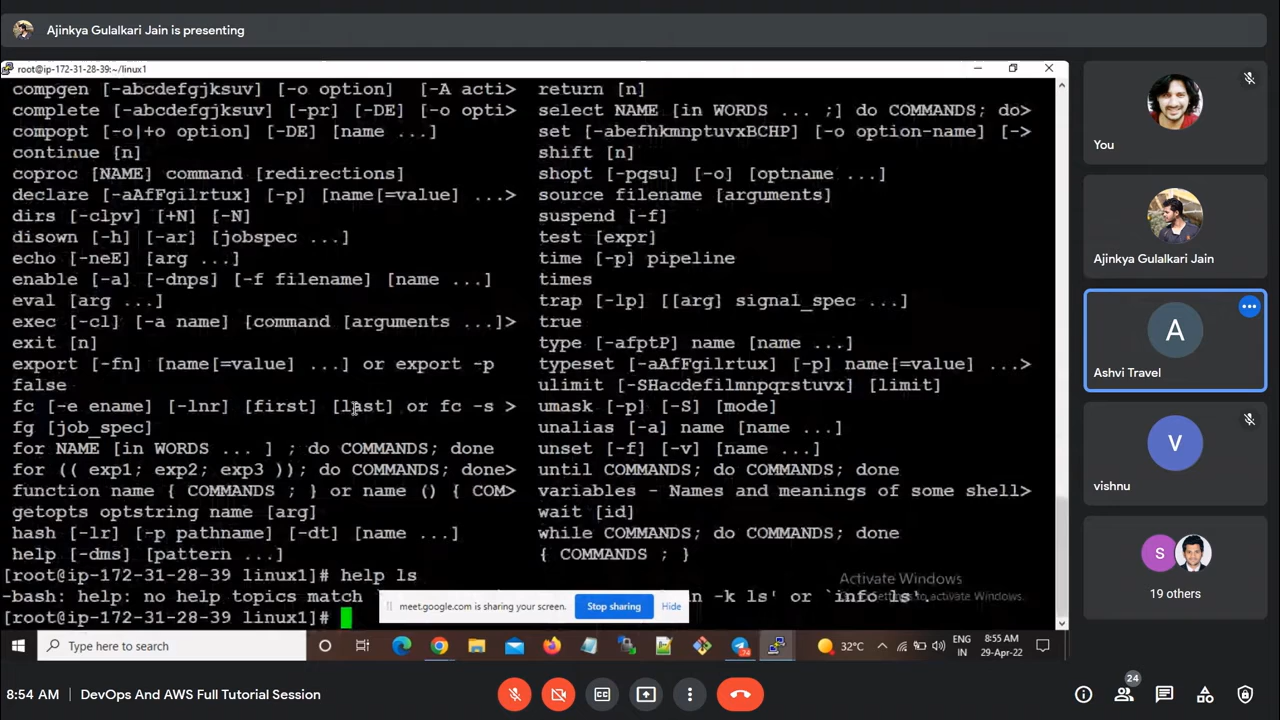 Ajinkya Gulalkari Jain is presenting
root@ip-172-31-28-39:~/linux1
compgen [-abcdefgjksuv] [-o option]  [-A acti>
complete [-abcdefgjksuv] [-pr] [-DE] [-o opti>
compopt [-o|+o option] [-DE] [name ...]
continue [n]
coproc [NAME] command [redirections]
declare [-aAfFgilrtux] [-p] [name[=value] ...>
dirs [-clpv] [+N] [-N]
disown [-h] [-ar] [jobspec ...]
echo [-neE] [arg ...]
enable [-a] [-dnps] [-f filename] [name ...]
eval [arg ...]
exec [-cl] [-a name] [command [arguments ...]>
exit [n]
export [-fn] [name[=value] ...] or export -p
false
fc [-e ename] [-lnr] [first] [last] or fc -s >
fg [job_spec]
for NAME [in WORDS ... ] ; do COMMANDS; done
for (( exp1; exp2; exp3 )); do COMMANDS; done>
function name { COMMANDS ; } or name () { COM>
getopts optstring name [arg]
hash [-lr] [-p pathname] [-dt] [name ...]
help [-dms] [pattern ...]
return [n]
select NAME [in WORDS ... ;] do COMMANDS; do>
set [-abefhkmnptuvxBCHP] [-o option-name] [->
shift [n]
shopt [-pqsu] [-o] [optname ...]
source filename [arguments]
suspend [-f]
test [expr]
time [-p] pipeline
times
trap [-lp] [[arg] signal_spec ...]
true
type [-afptP] name [name ...]
typeset [-aAfFgilrtux] [-p] name[=value] ...>
ulimit [-SHacdefilmnpqrstuvx] [limit]
umask [-p] [-S] [mode]
unalias [-a] name [name ...]
unset [-f] [-v] [name ...]
until COMMANDS; do COMMANDS; done
variables - Names and meanings of some shell>
wait [id]
while COMMANDS; do COMMANDS; done
{ COMMANDS ; }
[root@ip-172-31-28-39 linux1]# help ls
-bash: help: no help topics match -k ls' or `info ls'.
[root@ip-172-31-28-39 linux1]#
Activate Windows
to activate Windows.
meet.google.com is sharing your screen.
Stop sharing
Hide
Type here to search
32°C
ENG
IN
8:55 AM
29-Apr-22
You
Ajinkya Gulalkari Jain
A
Ashvi Travel
V
vishnu
S
19 others
8:54 AM
DevOps And AWS Full Tutorial Session
24